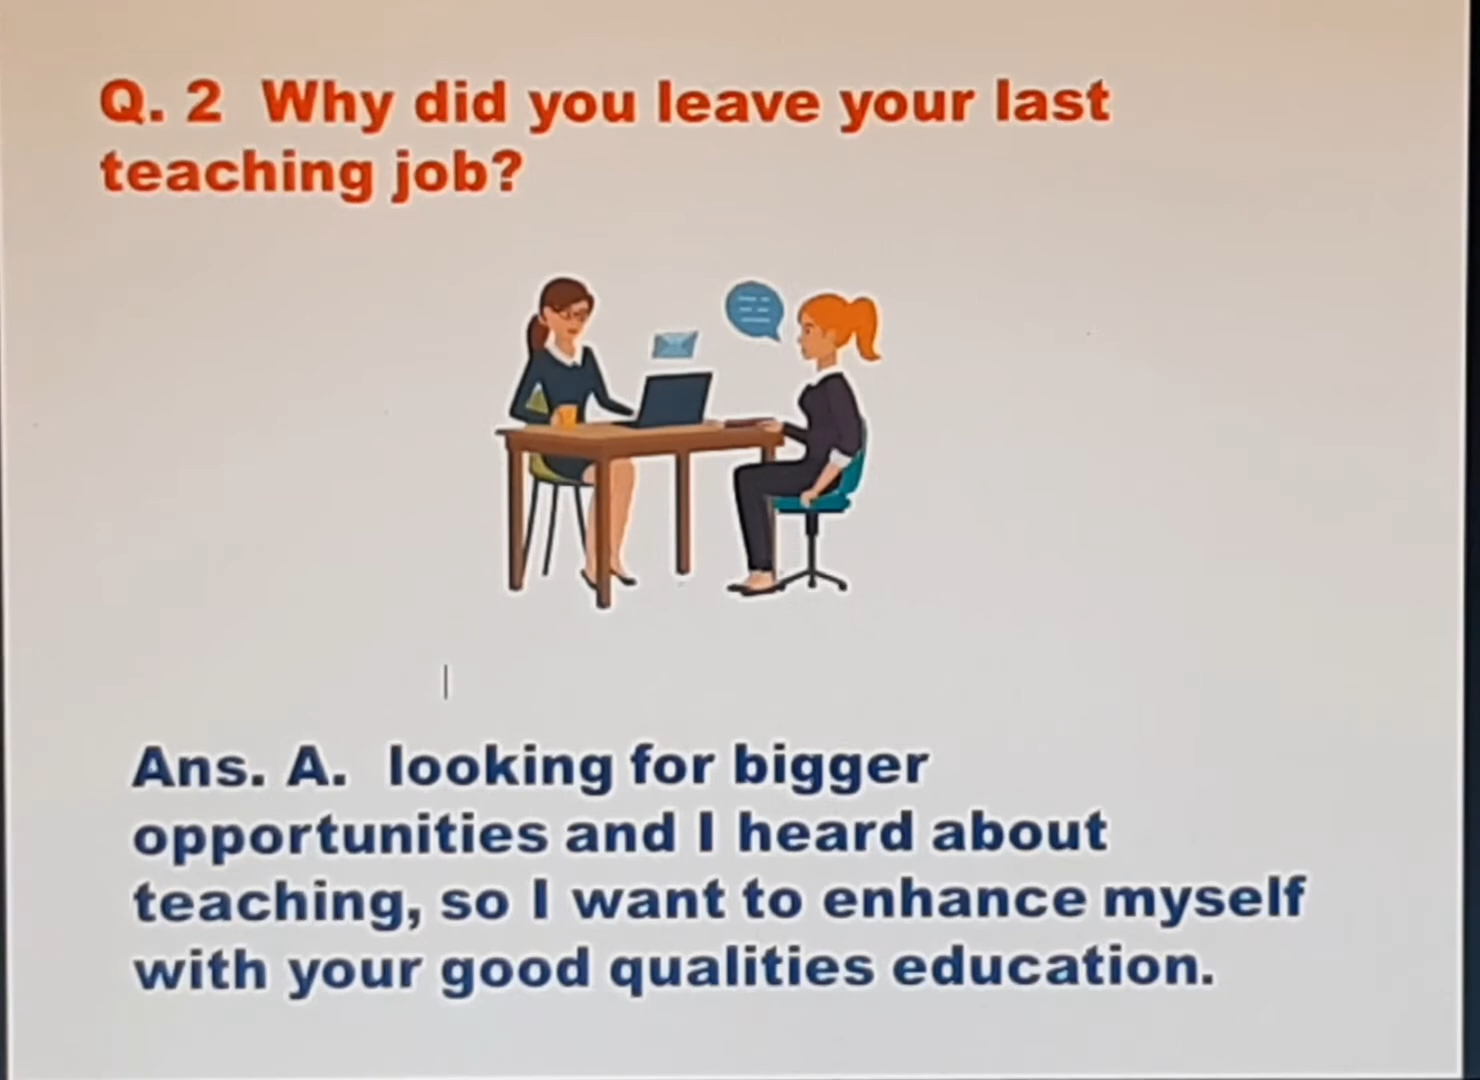 Q. 2 Why did you leave your last
teaching job?
Ans. A. looking for bigger
opportunities and I heard about
teaching, so I want to enhance myself
with your good qualities education.